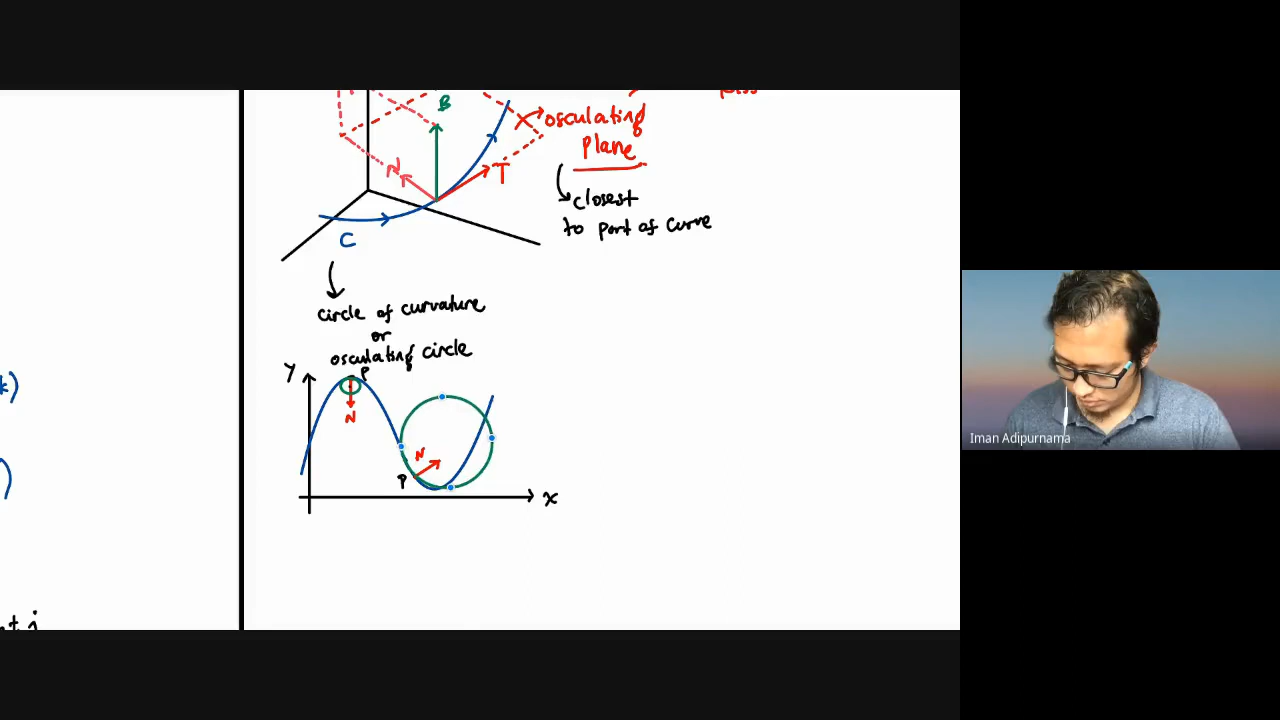 B
osculating
plane
N
T
closest
to part of curve
C
circle of curvature
or
osculating circle
Y
P
k)
N
N
P
x
Iman Adipurnama